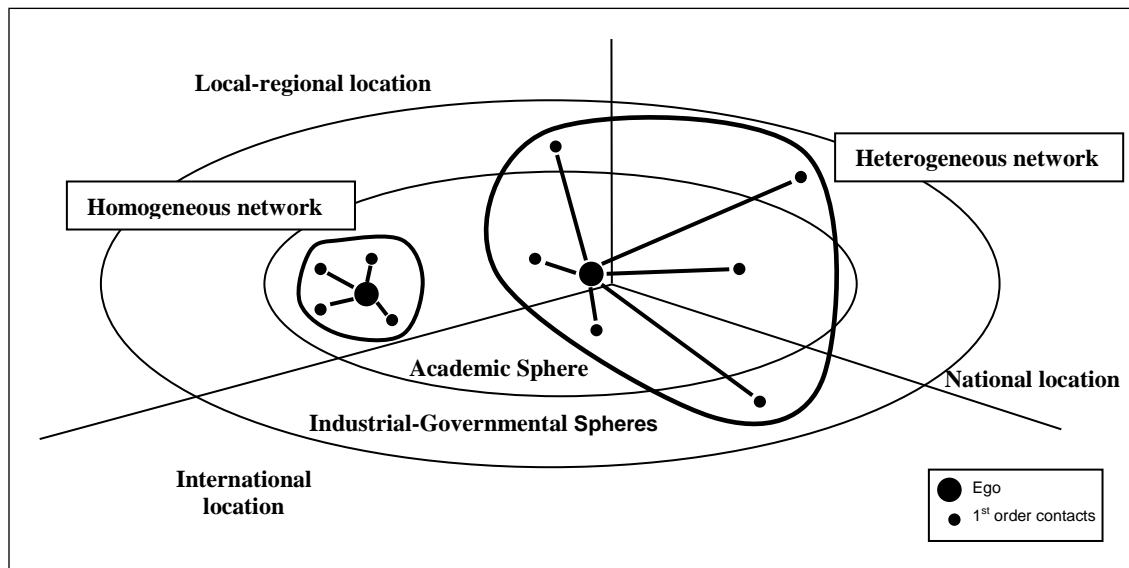 Local-regional location
Heterogeneous network
Homogeneous network
Academic Sphere
National location
Industrial-Governmental Spheres
International
location
Ego
1st order contacts